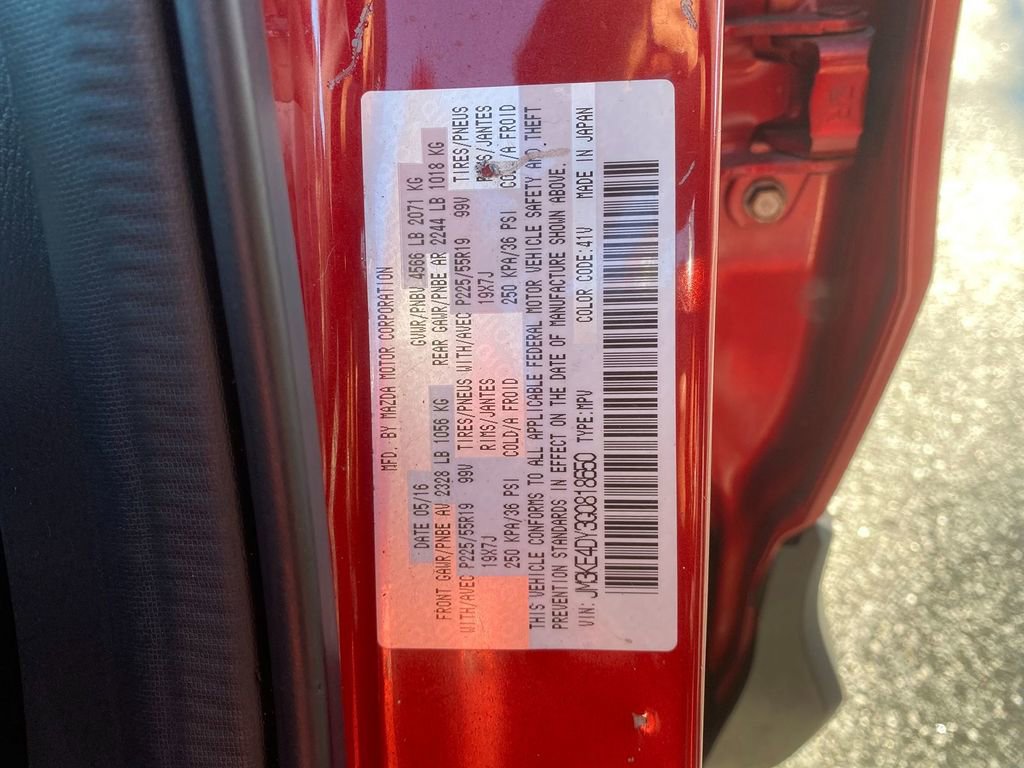 MFD. BY MAZDA MOTOR CORPORATION
DATE 05/16 GVWR/PNBV 4566 LB 2071 KG
FRONT GAWR/PNBE AV 2328 LB 1056 KG REAR GAWR/PNBE AR 2244 LB 1018 KG
WITH/AVEC P225/55R19 99V TIRES/PNEUS WITH/AVEC P225/55R19 99V TIRES/PNEUS
19X7J RIMS/JANTES 19X7J RIMS/JANTES
250 KPA/36 PSI COLD/A FROID 250 KPA/36 PSI COLD/A FROID
THIS VEHICLE CONFORMS TO ALL APPLICABLE FEDERAL MOTOR VEHICLE SAFETY AND THEFT
PREVENTION STANDARDS IN EFFECT ON THE DATE OF MANUFACTURE SHOWN ABOVE.
VIN: JM3KE4DY3G0818650 TYPE:MPV COLOR CODE:41V MADE IN JAPAN